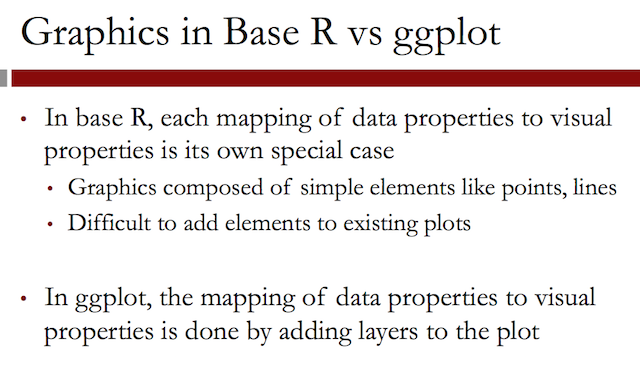 Graphics in Base R vs ggplot
• In base R, each mapping of data properties to visual
properties is its own special case
• Graphics composed of simple elements like points, lines
• Difficult to add elements to existing plots
• In ggplot, the mapping of data properties to visual
properties is done by adding layers to the plot